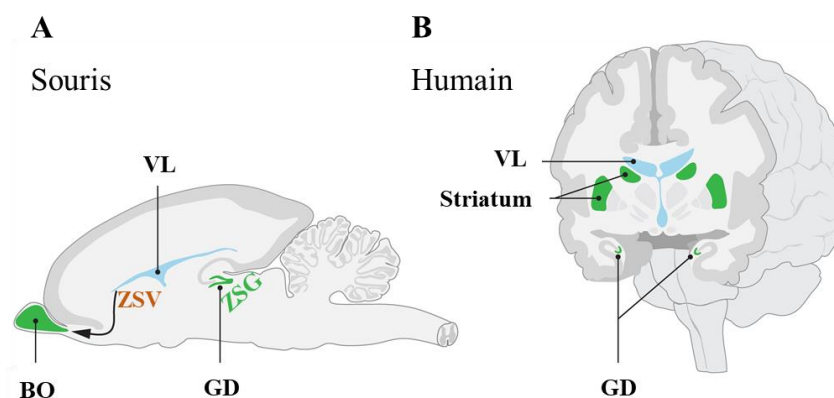 A
Souris
VL
ZSV
ZSG
BO
GD
B
Humain
VL
Striatum
GD